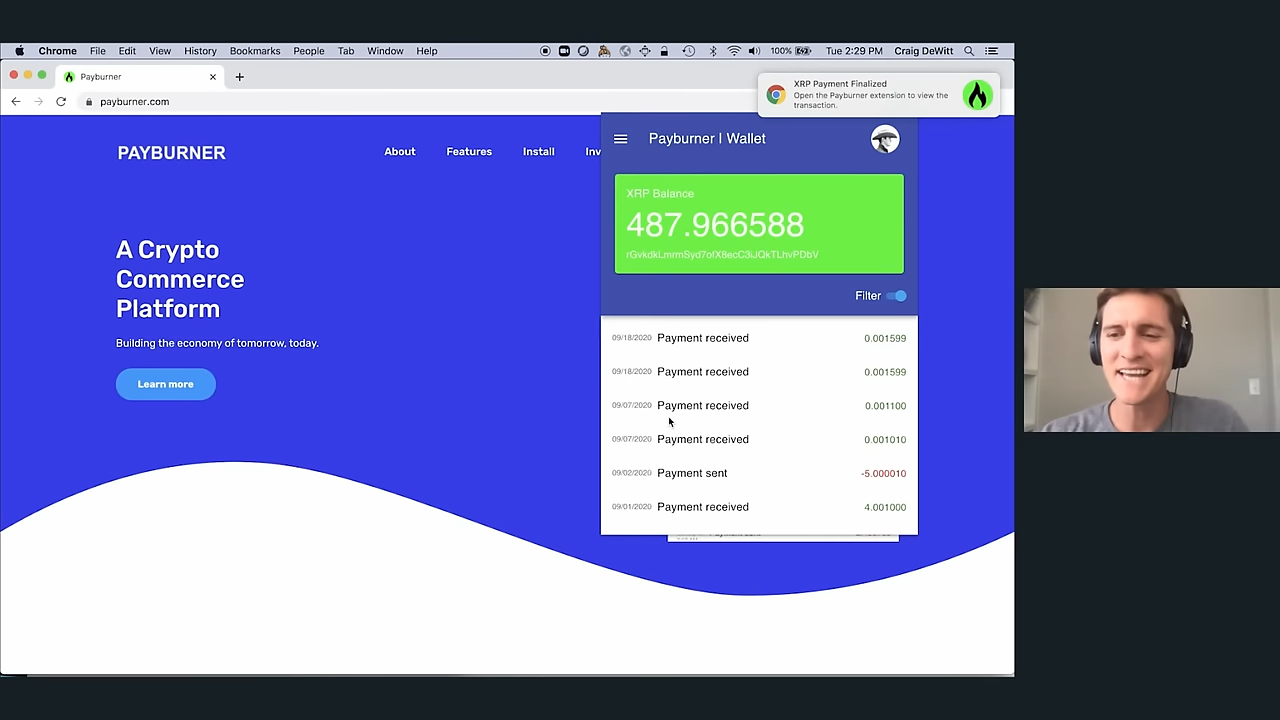 Chrome File Edit View History Bookmarks People Tab Window Help 100% Tue 2:29 PM Craig DeWitt
Payburner
payburner.com
XRP Payment Finalized
Open the Payburner extension to view the
transaction.
PAYBURNER About Features Install Inv
Payburner | Wallet
A Crypto
Commerce
Platform
Building the economy of tomorrow, today.
Learn more
XRP Balance
487.966588
Filter
09/18/2020 Payment received 0.001599
09/18/2020 Payment received 0.001599
09/07/2020 Payment received 0.001100
09/07/2020 Payment received 0.001010
09/02/2020 Payment sent -5.000010
09/01/2020 Payment received 4.001000